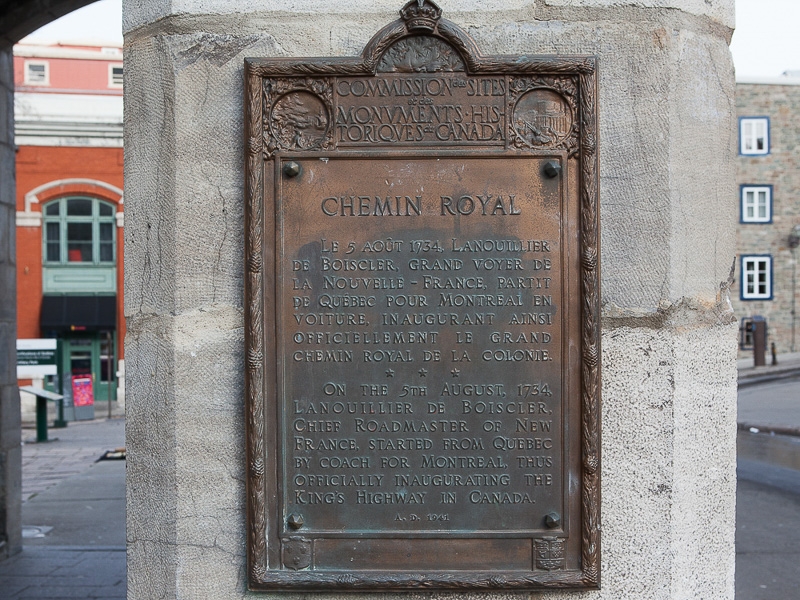 COMMISSION des SITES
et des
MONVMENTS·HIS-
TORIQVES du CANADA
CHEMIN ROYAL
LE 5 AOÛT 1734, LANOUILLIER
DE BOISCLER, GRAND VOYER DE
LA NOUVELLE-FRANCE, PARTIT
DE QUÉBEC POUR MONTRÉAL EN
VOITURE, INAUGURANT AINSI
OFFICIELLEMENT LE GRAND
CHEMIN ROYAL DE LA COLONIE.
* * *
ON THE 5TH AUGUST, 1734,
LANOUILLIER DE BOISCLER,
CHIEF ROADMASTER OF NEW
FRANCE, STARTED FROM QUEBEC
BY COACH FOR MONTREAL, THUS
OFFICIALLY INAUGURATING THE
KING'S HIGHWAY IN CANADA.
A. D. 1941